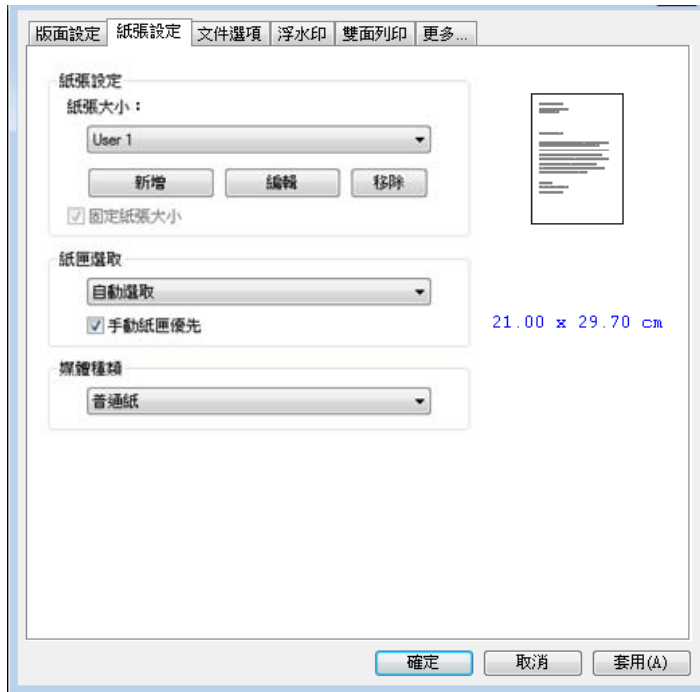 版面設定 紙張設定 文件選項 浮水印 雙面列印 更多...
紙張設定
紙張大小：
User 1
新增 編輯 移除
固定紙張大小
紙匣選取
自動選取
手動紙匣優先
21.00 x 29.70 cm
媒體種類
普通紙
確定 取消 套用(A)